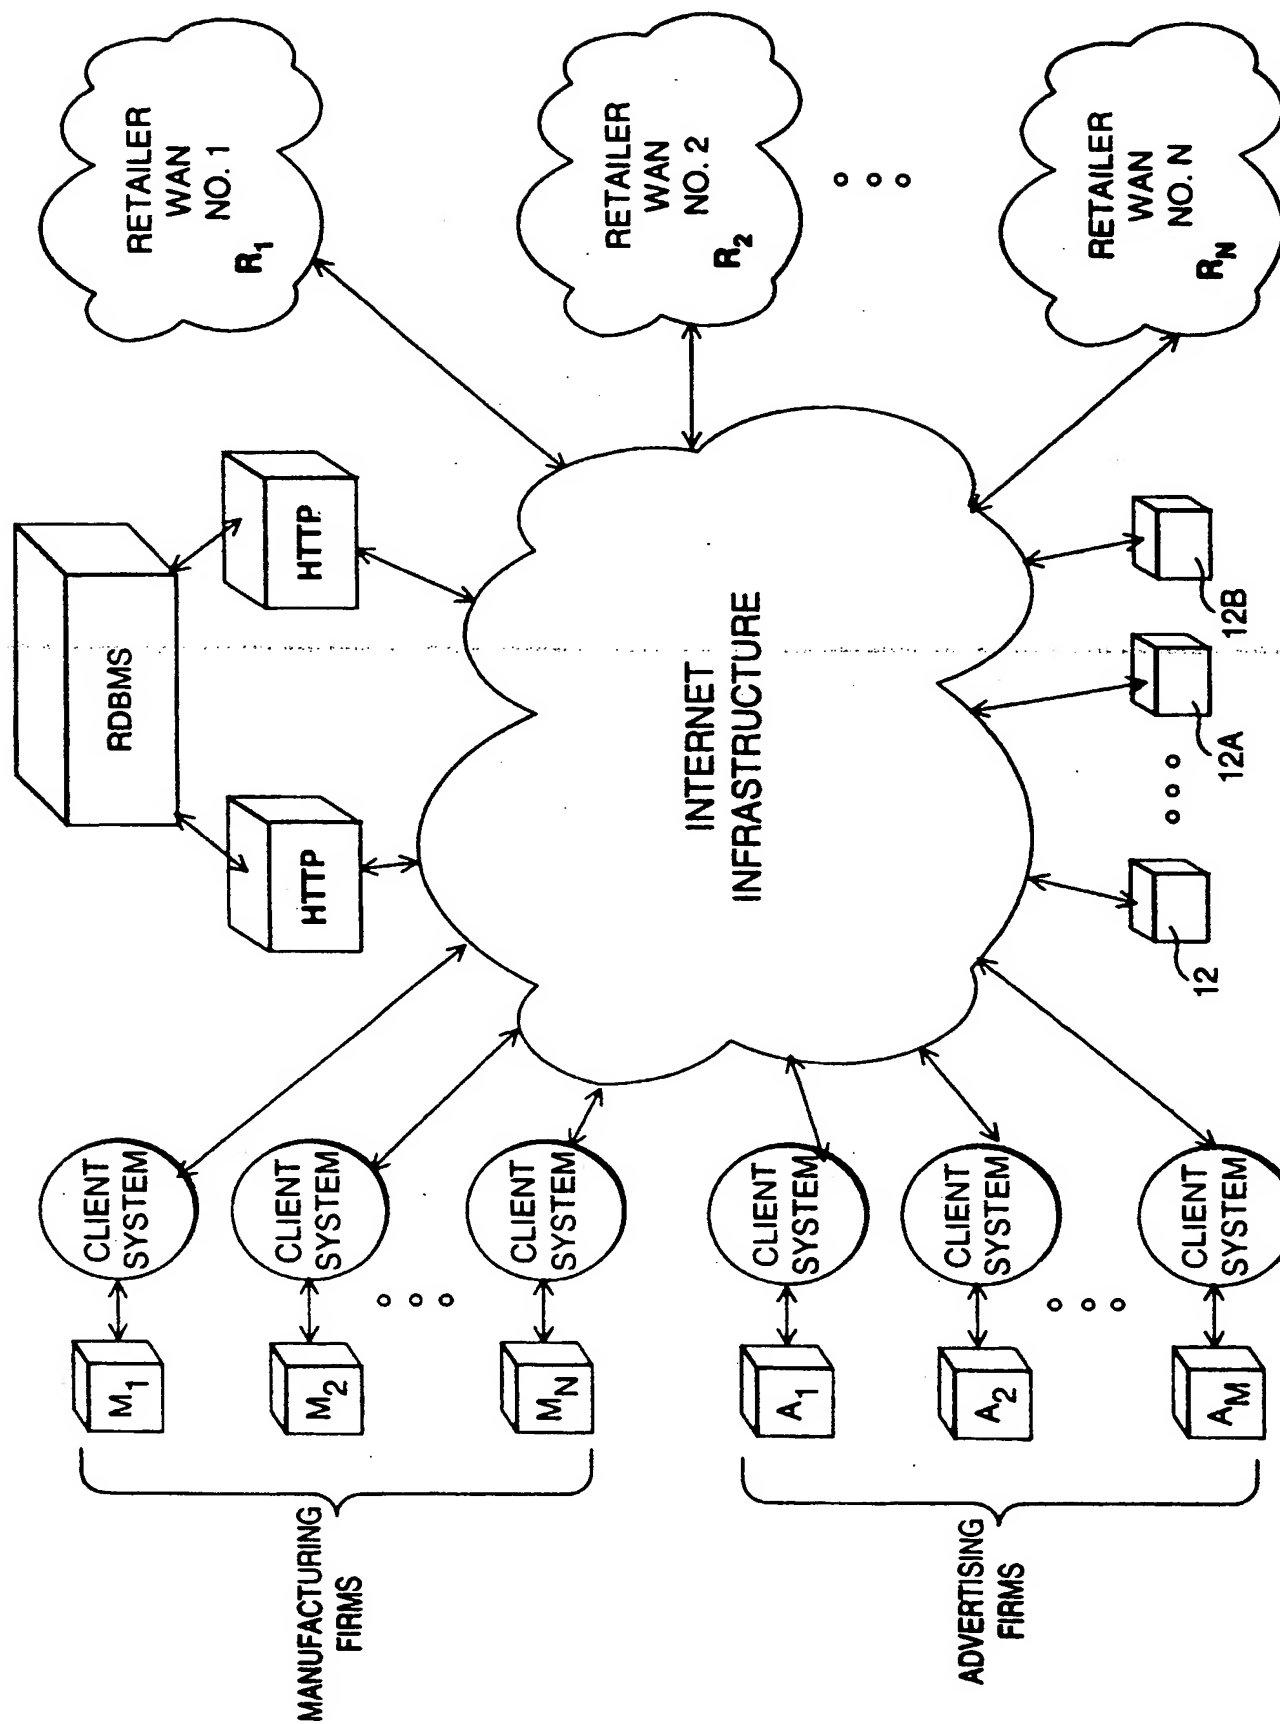 MANUFACTURING
FIRMS
M1
M2
MN
CLIENT
SYSTEM
CLIENT
SYSTEM
CLIENT
SYSTEM
ADVERTISING
FIRMS
A1
A2
AM
CLIENT
SYSTEM
CLIENT
SYSTEM
CLIENT
SYSTEM
RDBMS
HTTP
HTTP
INTERNET
INFRASTRUCTURE
12
12A
12B
RETAILER
WAN
NO. 1
R1
RETAILER
WAN
NO. 2
R2
RETAILER
WAN
NO. N
RN